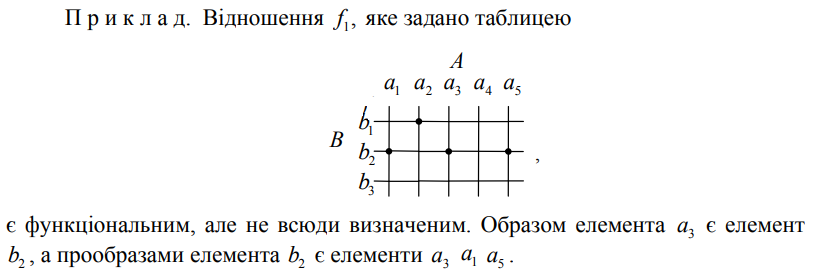 П р и к л а д. Відношення f₁, яке задано таблицею
A
a₁ a₂ a₃ a₄ a₅
b₁
B
b₂
,
b₃
є функціональним, але не всюди визначеним. Образом елемента a₃ є елемент
b₂, а прообразами елемента b₂ є елементи a₃ a₁ a₅.